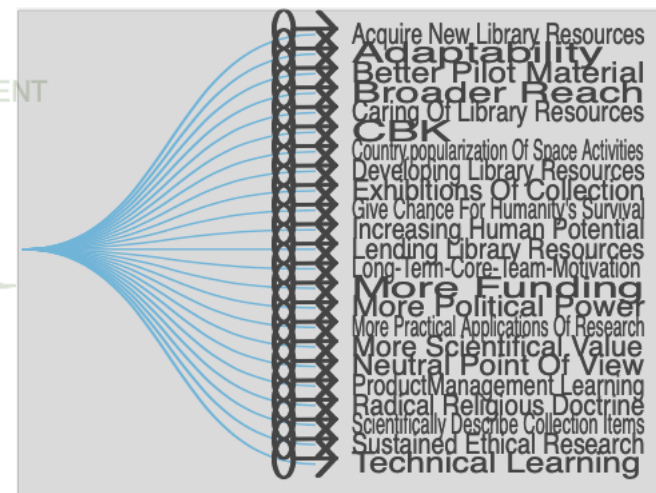 ENT
Acquire New Library Resources
Adaptability
Better Pilot Material
Broader Reach
Caring Of Library Resources
CBK
Country.popularization Of Space Activities
Developing Library Resources
Exhibitions Of Collection
Give Chance For Humanity's Survival
Increasing Human Potential
Lending Library Resources
Long-Term-Core-Team-Motivation
More Funding
More Political Power
More Practical Applications Of Research
More Scientifical Value
Neutral Point Of View
ProductManagement Learning
Radical Religious Doctrine
Scientifically Describe Collection Items
Sustained Ethical Research
Technical Learning